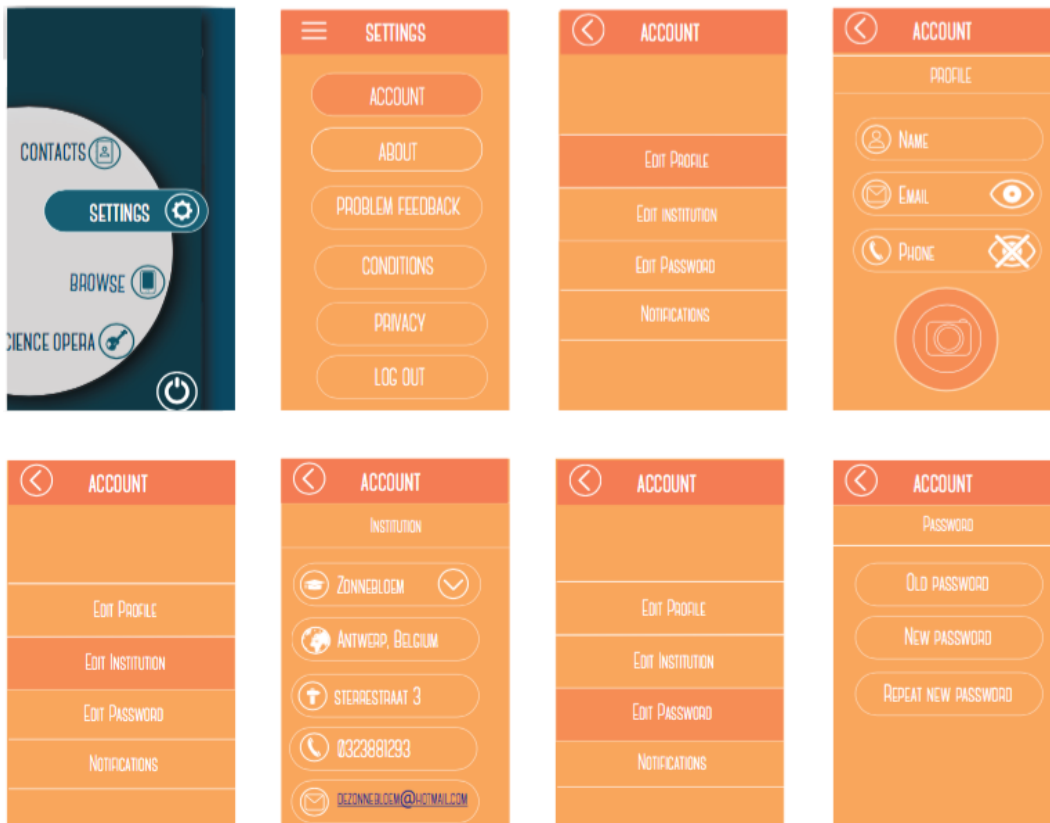 CONTACTS
SETTINGS
BROWSE
CIENCE OPERA
SETTINGS
ACCOUNT
ABOUT
PROBLEM FEEDBACK
CONDITIONS
PRIVACY
LOG OUT
ACCOUNT
Edit Profile
Edit institution
Edit Password
Notifications
ACCOUNT
PROFILE
Name
Email
Phone
ACCOUNT
Edit Profile
Edit Institution
Edit Password
Notifications
ACCOUNT
Institution
Zonnebloem
Antwerp, Belgium
sterrestraat 3
0323881293
dezonnebloem@hotmail.com
ACCOUNT
Edit Profile
Edit Institution
Edit Password
Notifications
ACCOUNT
Password
Old password
New password
Repeat new password